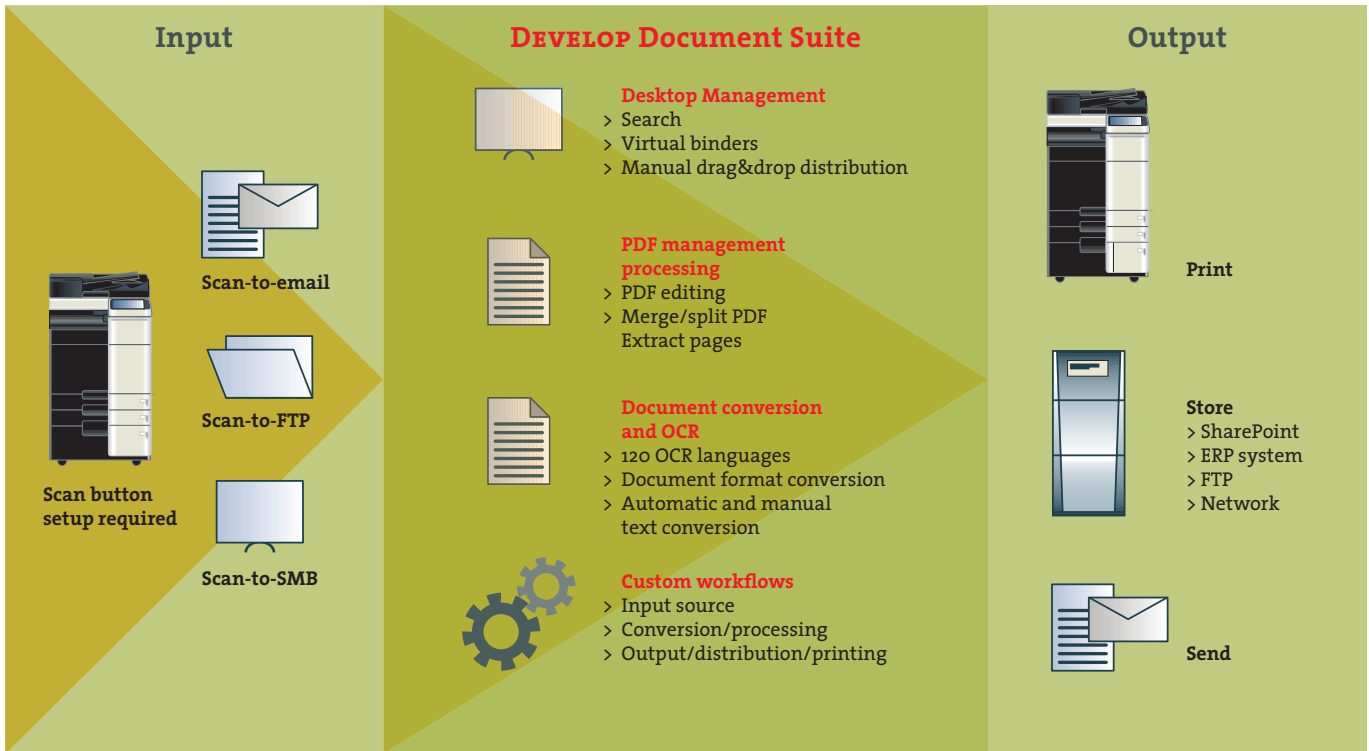 Input
Scan-to-email
Scan-to-FTP
Scan button
setup required
Scan-to-SMB
DEVELOP Document Suite
Desktop Management
> Search
> Virtual binders
> Manual drag&drop distribution
PDF management
processing
> PDF editing
> Merge/split PDF
Extract pages
Document conversion
and OCR
> 120 OCR languages
> Document format conversion
> Automatic and manual
text conversion
Custom workflows
> Input source
> Conversion/processing
> Output/distribution/printing
Output
Print
Store
> SharePoint
> ERP system
> FTP
> Network
Send